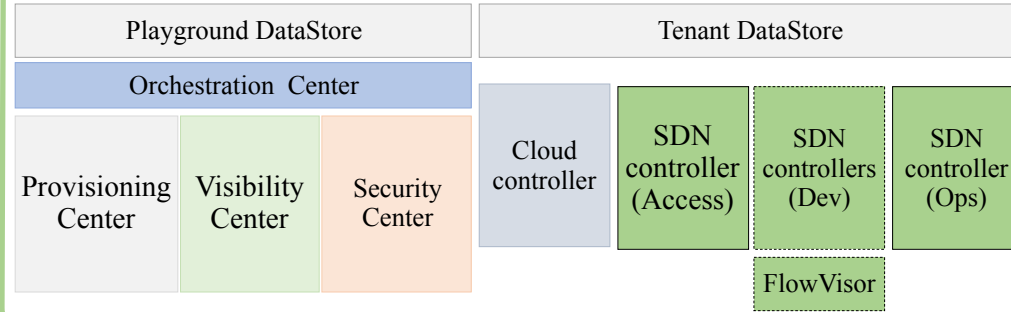 Playground DataStore
Tenant DataStore
Orchestration Center
Provisioning
Center
Visibility
Center
Security
Center
Cloud
controller
SDN
controller
(Access)
SDN
controllers
(Dev)
SDN
controller
(Ops)
FlowVisor